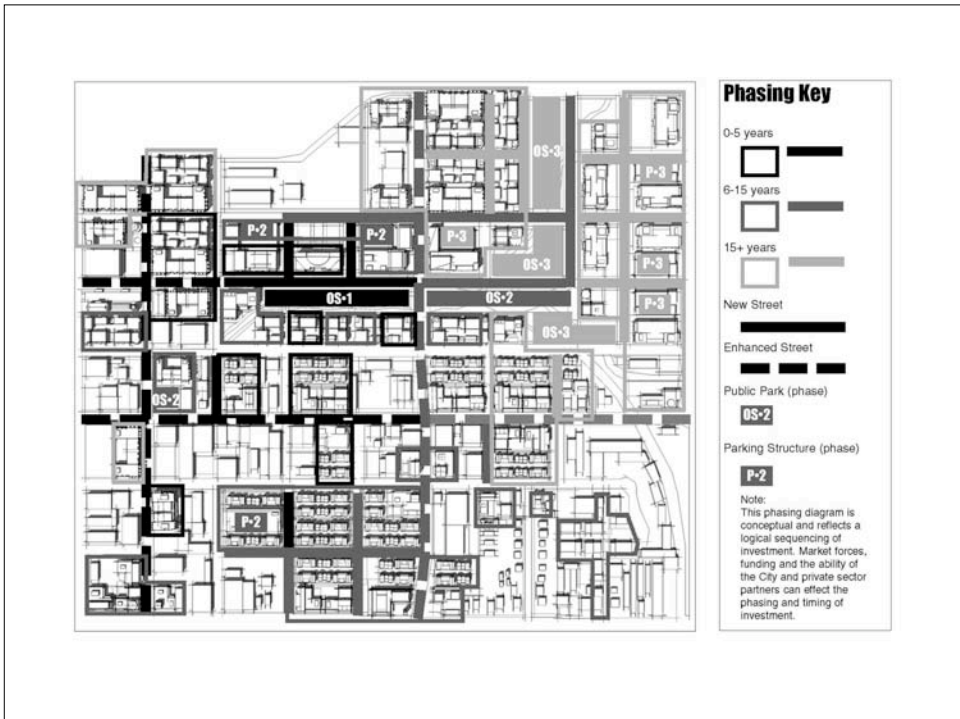 OS•3
P•3
P•2
P•2
P•3
OS•3
P•3
OS•1
OS•2
P•3
OS•3
OS•2
P•2
Phasing Key
0-5 years
6-15 years
15+ years
New Street
Enhanced Street
Public Park (phase)
OS•2
Parking Structure (phase)
P•2
Note:
This phasing diagram is
conceptual and reflects a
logical sequencing of
investment. Market forces,
funding and the ability of
the City and private sector
partners can effect the
phasing and timing of
investment.